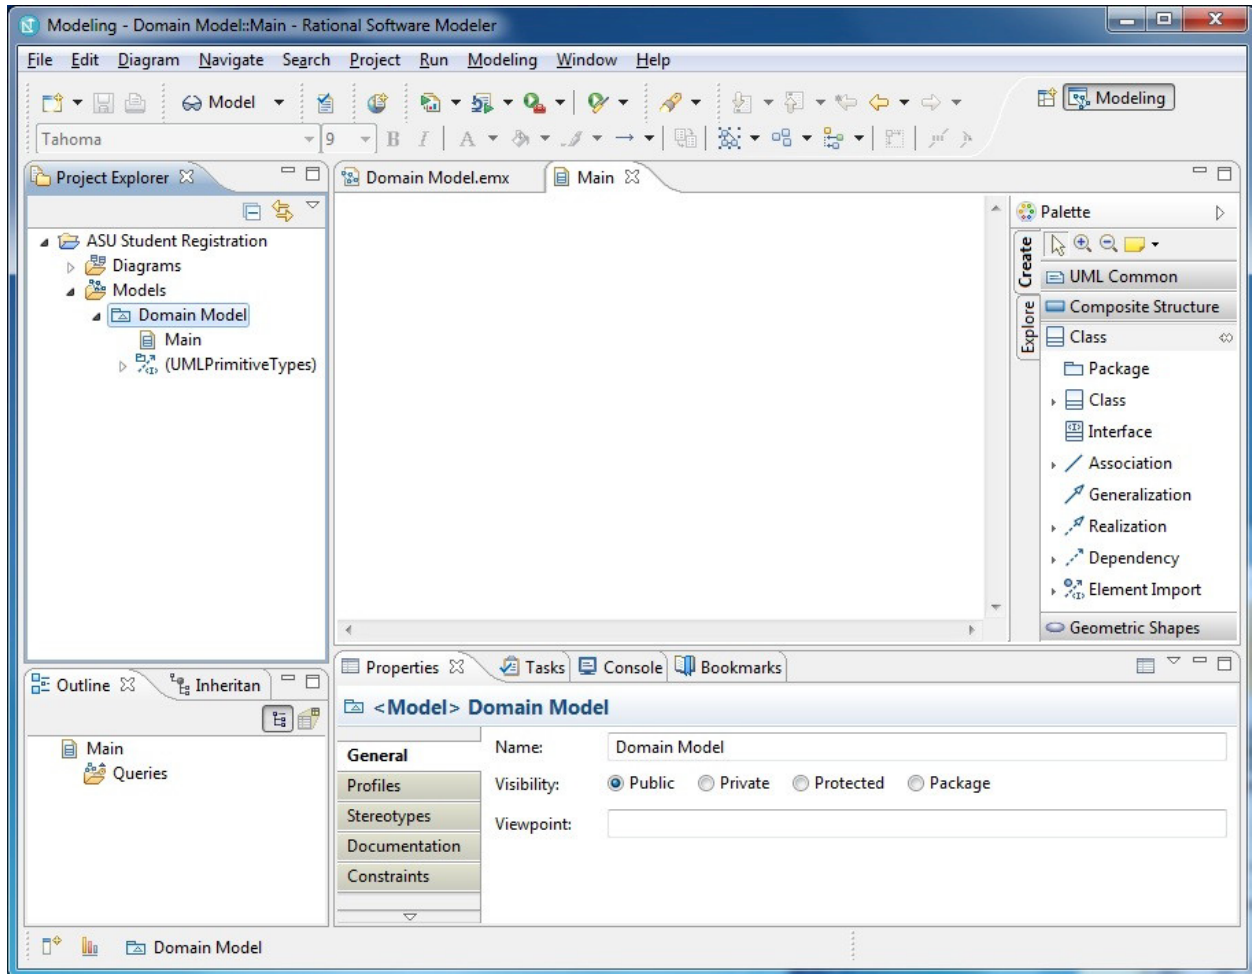 Modeling - Domain Model::Main - Rational Software Modeler
File Edit Diagram Navigate Search Project Run Modeling Window Help
Model
Modeling
Tahoma 9 B I A
Project Explorer
Domain Model.emx Main
ASU Student Registration
Diagrams
Models
Domain Model
Main
(UMLPrimitiveTypes)
Palette
Create
Explore
UML Common
Composite Structure
Class
Package
Class
Interface
Association
Generalization
Realization
Dependency
Element Import
Geometric Shapes
Outline Inheritan
Main
Queries
Properties Tasks Console Bookmarks
<Model> Domain Model
General
Profiles
Stereotypes
Documentation
Constraints
Name: Domain Model
Visibility: Public Private Protected Package
Viewpoint:
Domain Model